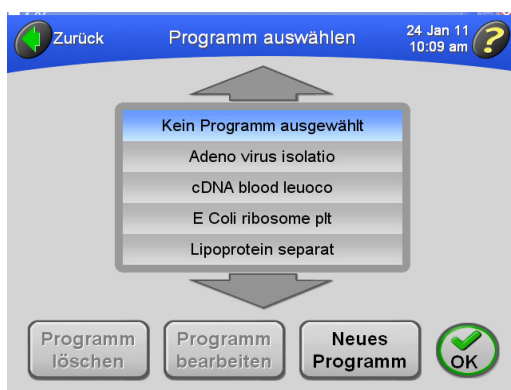 Zurück
Programm auswählen
24 Jan 11
10:09 am
?
Kein Programm ausgewählt
Adeno virus isolatio
cDNA blood leuoco
E Coli ribosome plt
Lipoprotein separat
Programm
löschen
Programm
bearbeiten
Neues
Programm
OK